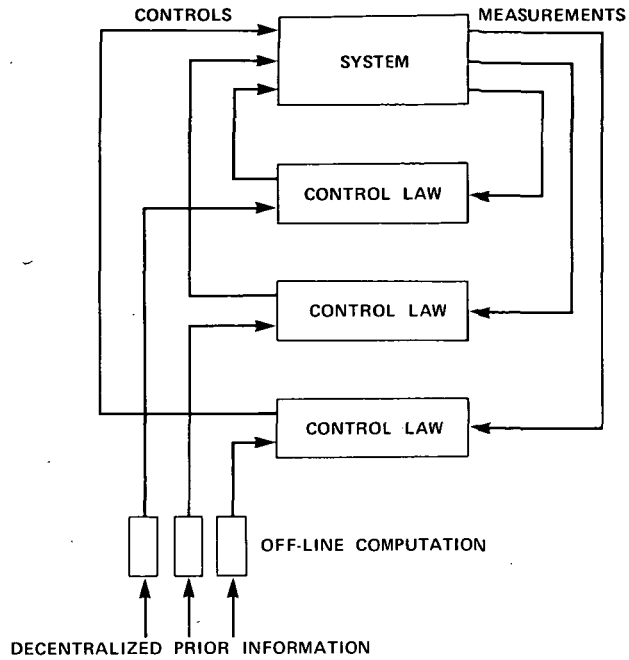 CONTROLS
MEASUREMENTS
SYSTEM
CONTROL LAW
CONTROL LAW
CONTROL LAW
OFF-LINE COMPUTATION
DECENTRALIZED PRIOR INFORMATION